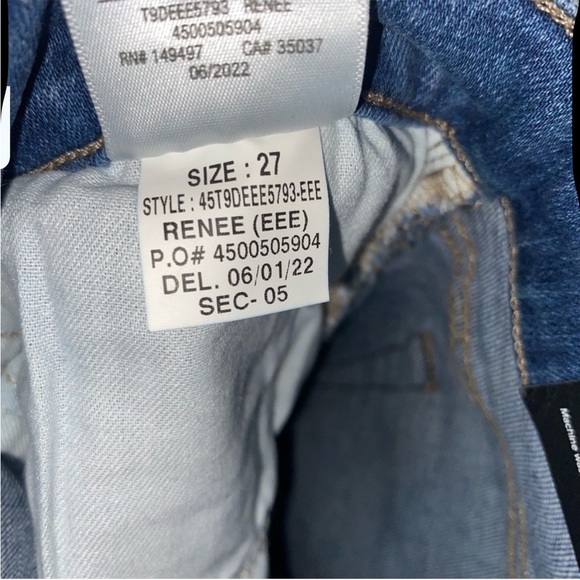 T9DEEE5793 RENEE
4500505904
RN# 149497 CA# 35037
06/2022
SIZE : 27
STYLE : 45T9DEEE5793-EEE
RENEE (EEE)
P.O# 4500505904
DEL. 06/01/22
SEC- 05
Machine